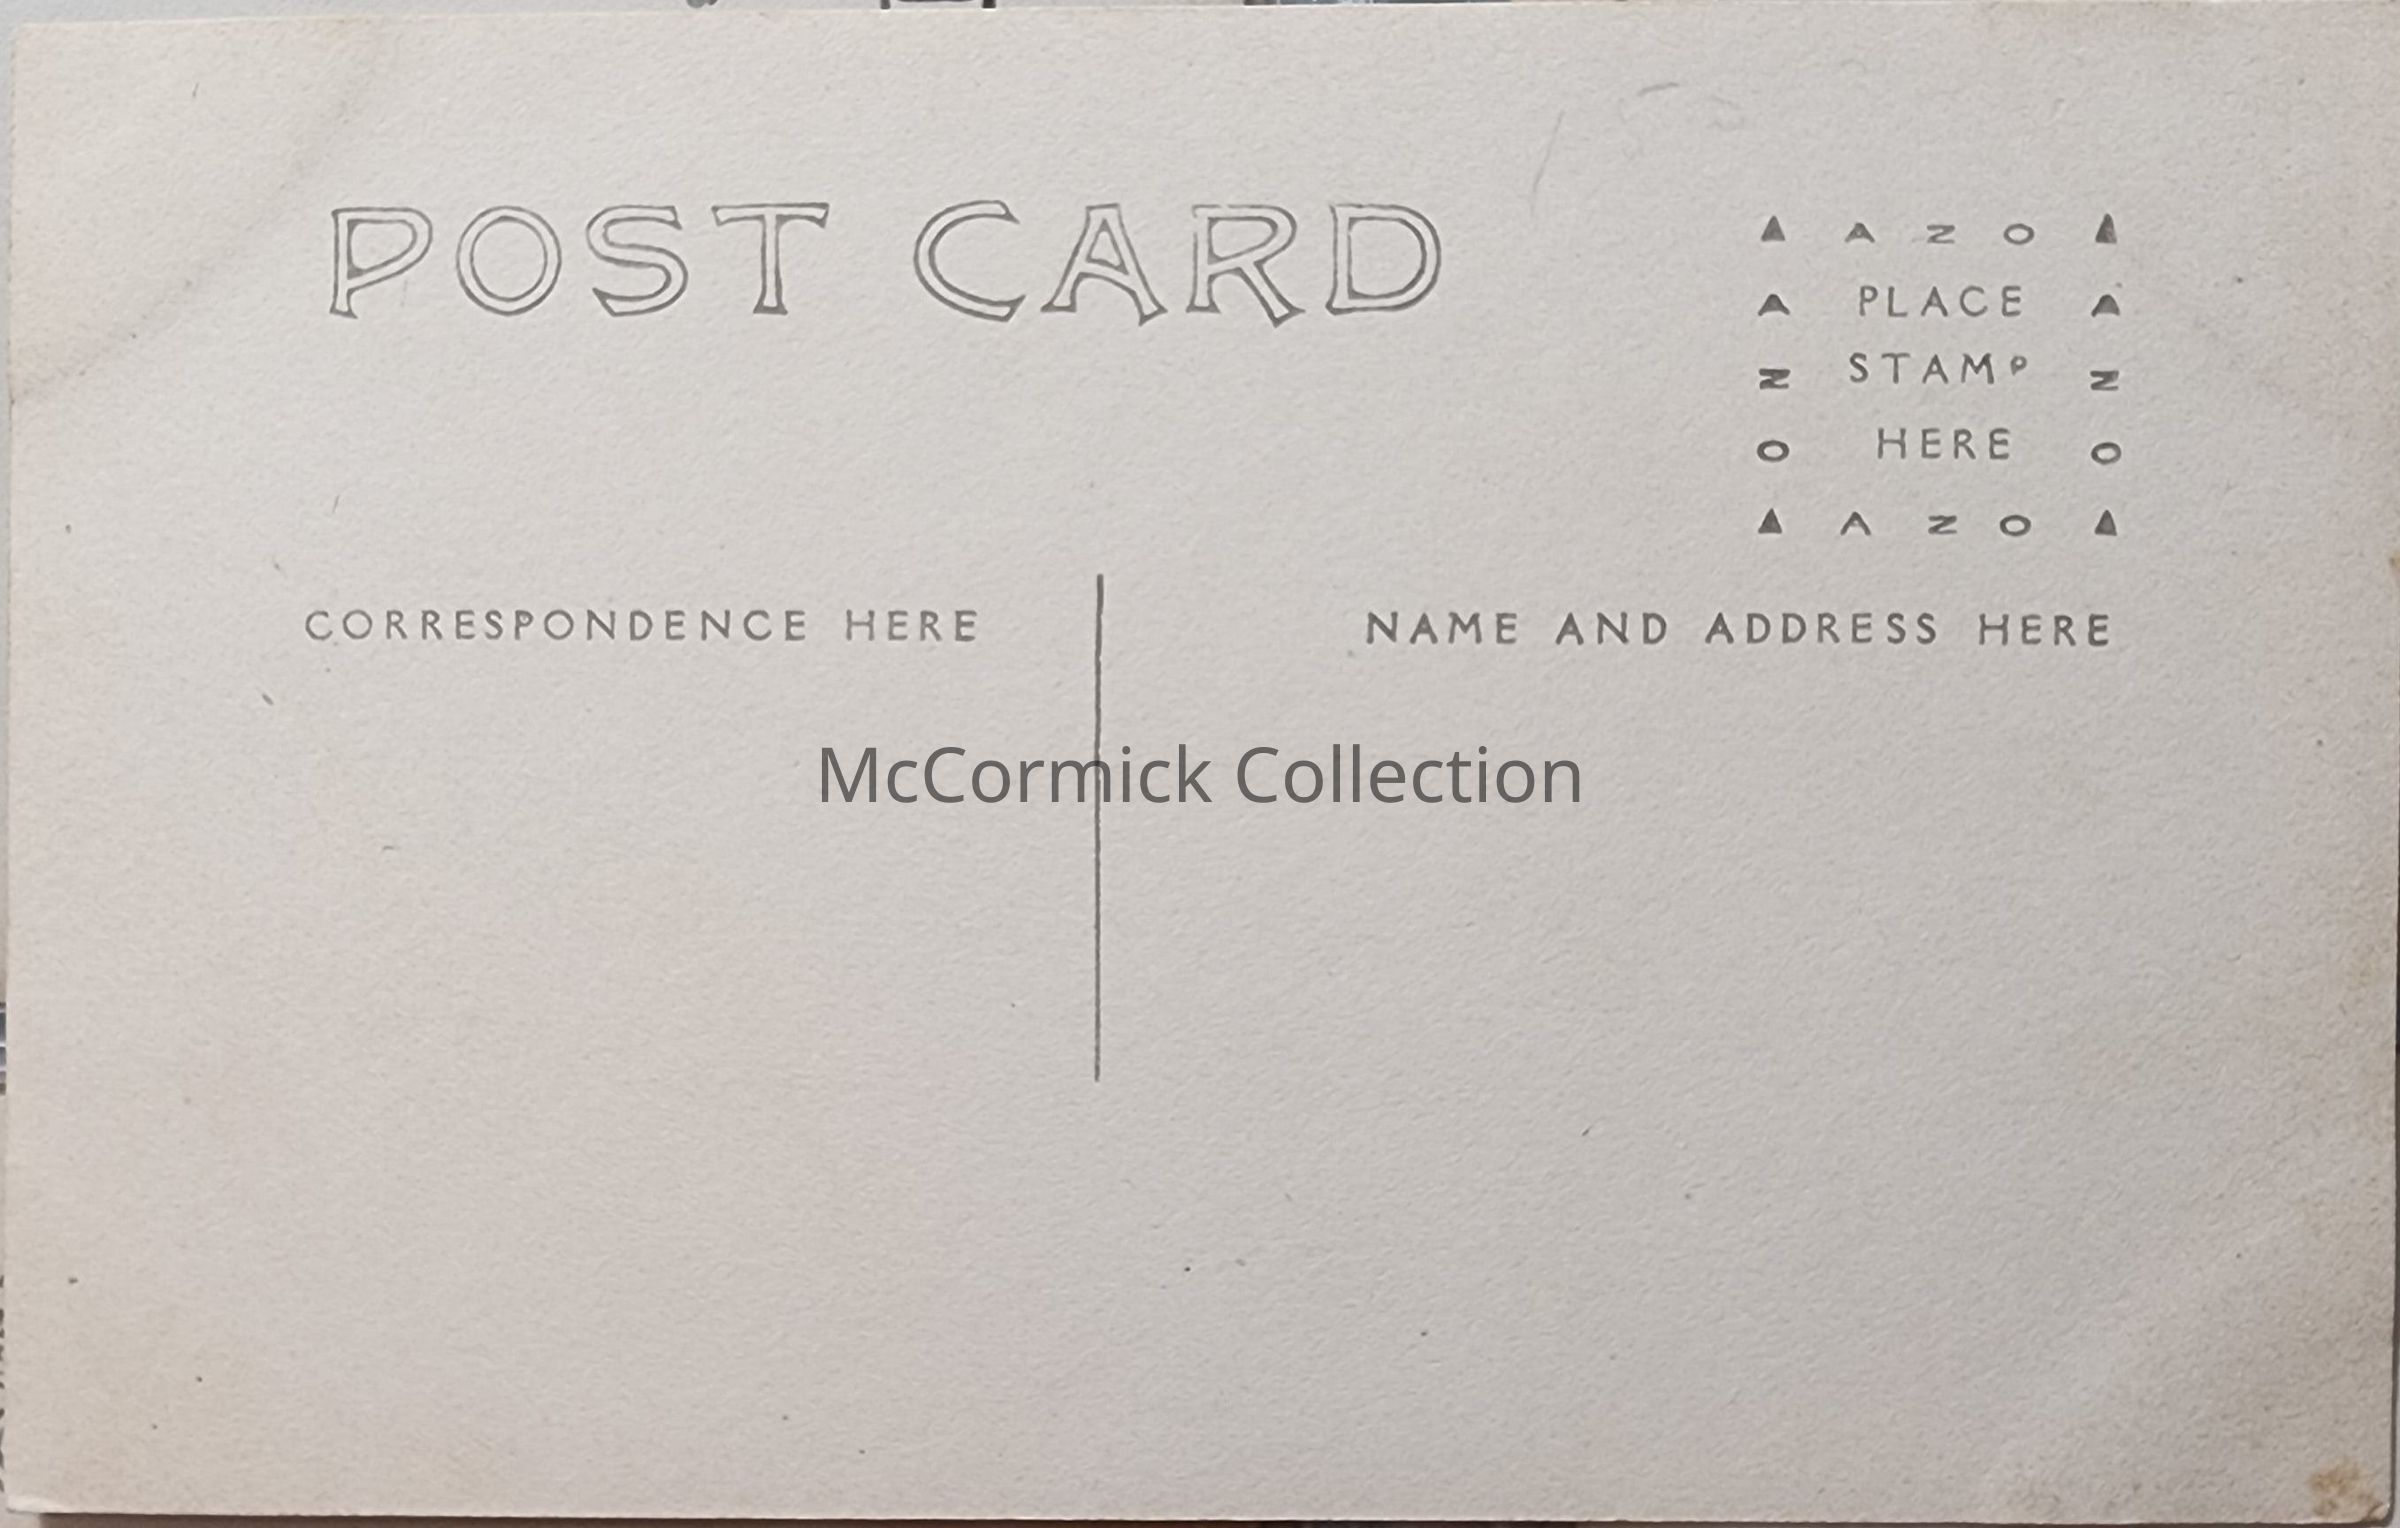 POST CARD
▲ A Z O ▲
A PLACE A
Z STAMP Z
O HERE O
▲ A Z O ▲
CORRESPONDENCE HERE
NAME AND ADDRESS HERE
McCormick Collection